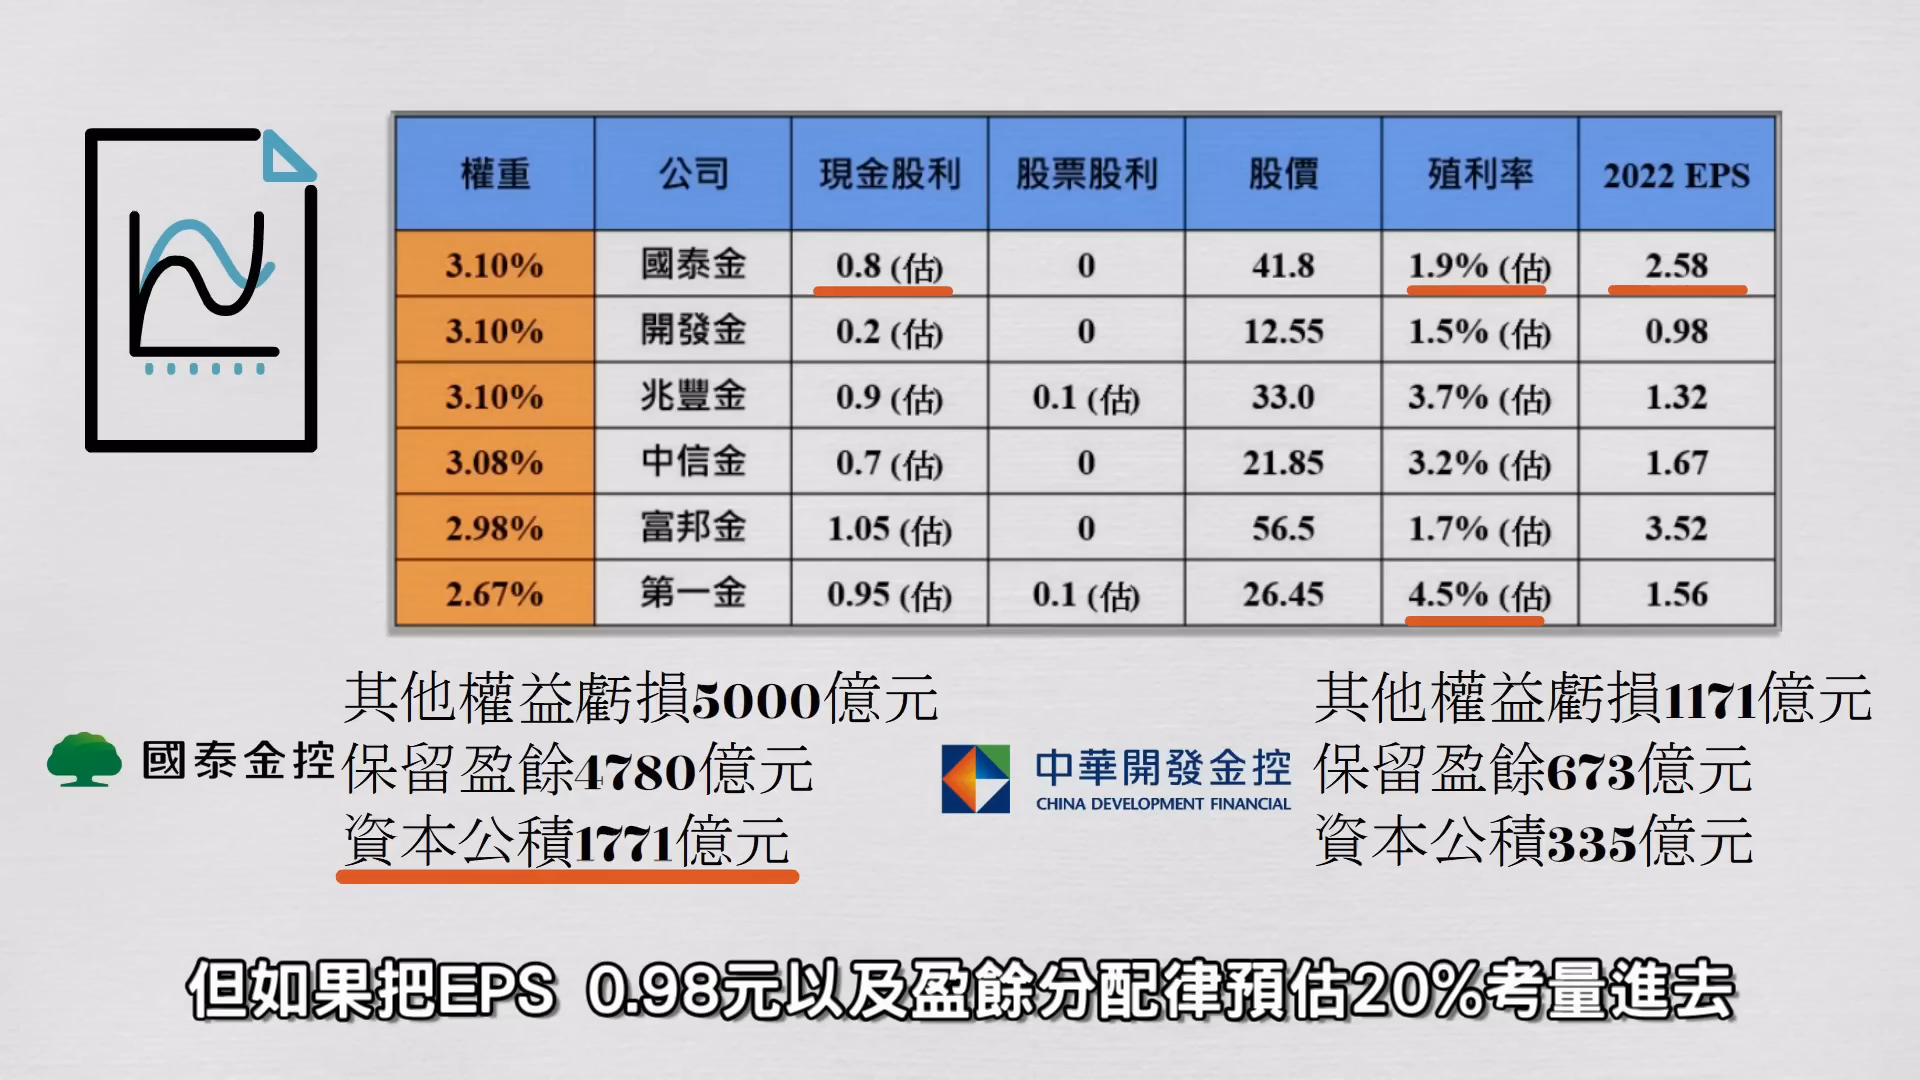 權重 公司 現金股利 股票股利 股價 殖利率 2022 EPS
3.10% 國泰金 0.8 (估) 0 41.8 1.9% (估) 2.58
3.10% 開發金 0.2 (估) 0 12.55 1.5% (估) 0.98
3.10% 兆豐金 0.9 (估) 0.1 (估) 33.0 3.7% (估) 1.32
3.08% 中信金 0.7 (估) 0 21.85 3.2% (估) 1.67
2.98% 富邦金 1.05 (估) 0 56.5 1.7% (估) 3.52
2.67% 第一金 0.95 (估) 0.1 (估) 26.45 4.5% (估) 1.56
國泰金控
其他權益虧損5000億元
保留盈餘4780億元
資本公積1771億元
中華開發金控
CHINA DEVELOPMENT FINANCIAL
其他權益虧損1171億元
保留盈餘673億元
資本公積335億元
但如果把EPS 0.98元以及盈餘分配律預估20%考量進去